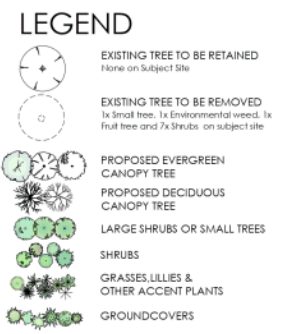 LEGEND
EXISTING TREE TO BE RETAINED
None on Subject Site
EXISTING TREE TO BE REMOVED
1x Small tree, 1x Environmental weed, 1x
Fruit tree and 7x Shrubs on subject site
PROPOSED EVERGREEN
CANOPY TREE
PROPOSED DECIDUOUS
CANOPY TREE
LARGE SHRUBS OR SMALL TREES
SHRUBS
GRASSES,LILLIES &
OTHER ACCENT PLANTS
GROUNDCOVERS